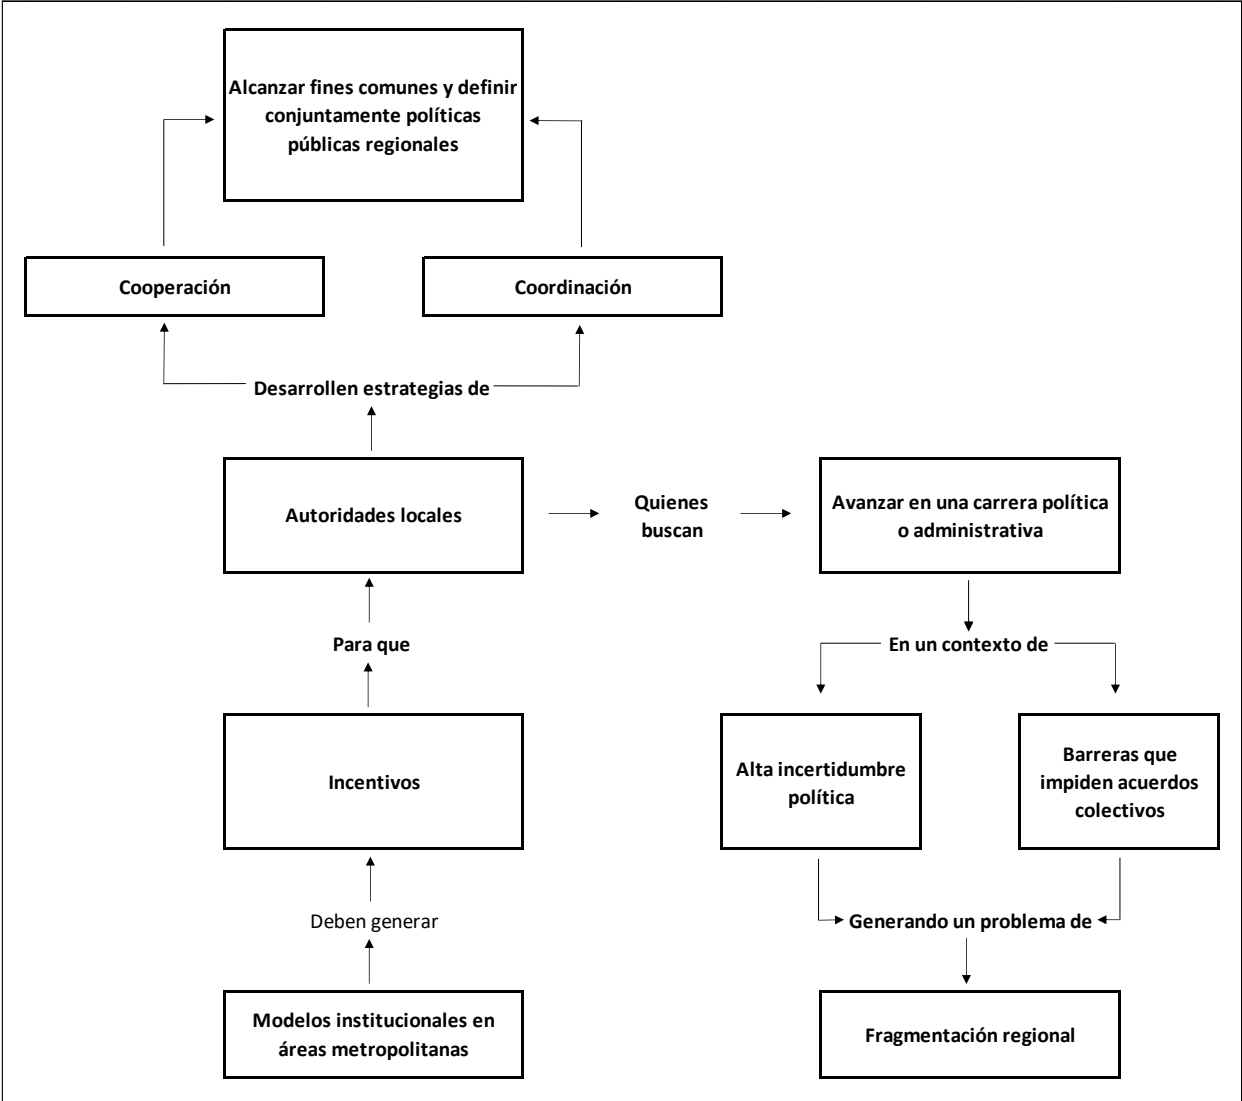 Alcanzar fines comunes y definir
conjuntamente políticas
públicas regionales
Cooperación
Coordinación
Desarrollen estrategias de
Autoridades locales
Quienes
buscan
Avanzar en una carrera política
o administrativa
Para que
En un contexto de
Incentivos
Alta incertidumbre
política
Barreras que
impiden acuerdos
colectivos
Deben generar
Generando un problema de
Modelos institucionales en
áreas metropolitanas
Fragmentación regional